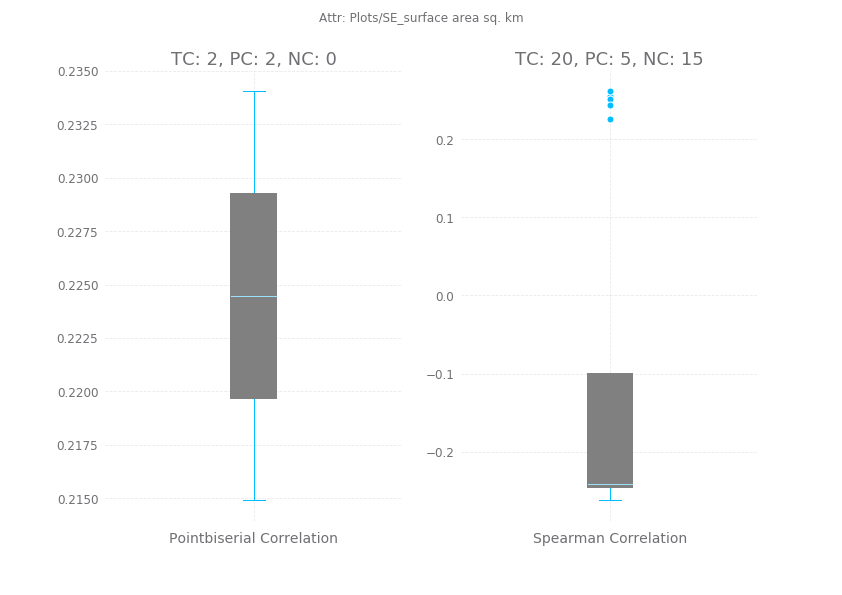 Attr: Plots/SE_surface area sq. km
TC: 2, PC: 2, NC: 0
0.2350
0.2325
0.2300
0.2275
0.2250
0.2225
0.2200
0.2175
0.2150
Pointbiserial Correlation
TC: 20, PC: 5, NC: 15
0.2
0.1
0.0
−0.1
−0.2
Spearman Correlation